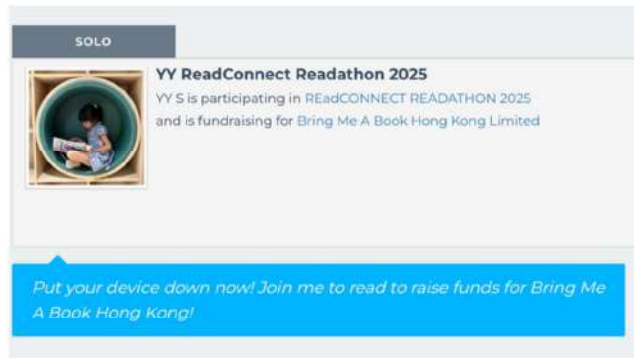 SOLO
YY ReadConnect Readathon 2025
YY S is participating in REadCONNECT READATHON 2025
and is fundraising for Bring Me A Book Hong Kong Limited
Put your device down now! Join me to read to raise funds for Bring Me
A Book Hong Kong!